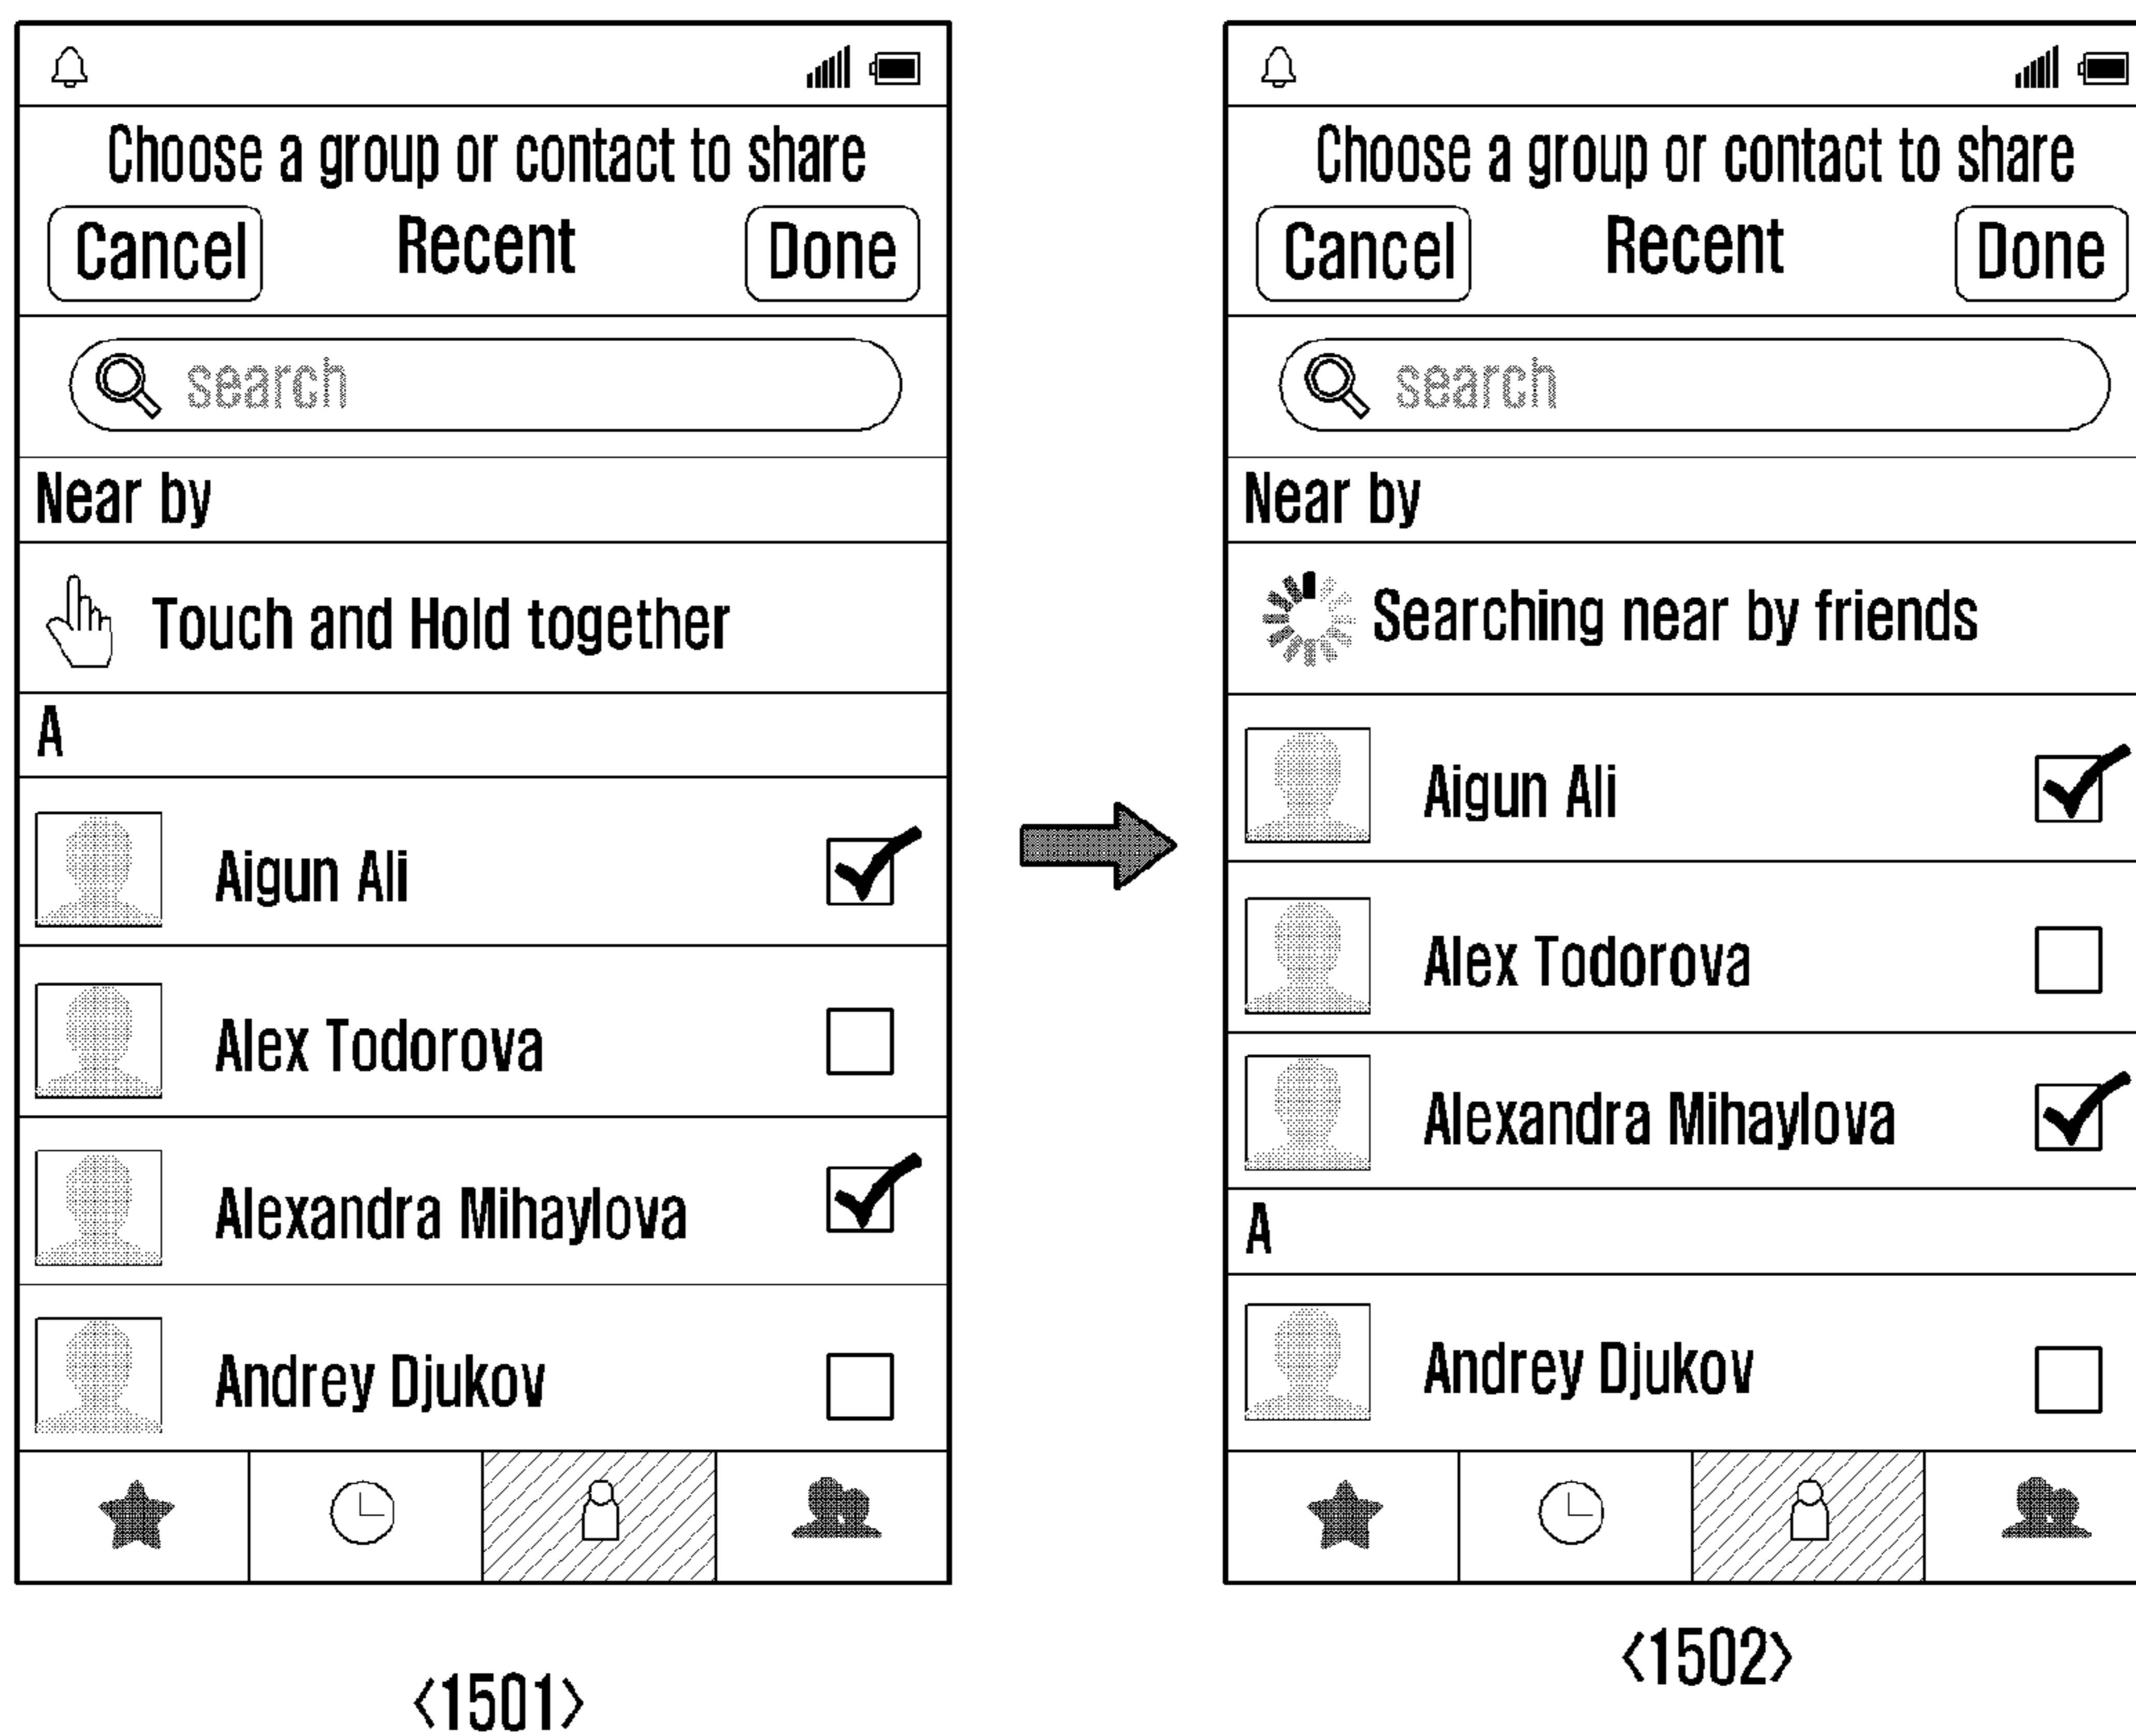 Choose a group or contact to share
Cancel Recent Done
search
Near by
Touch and Hold together
A
Aigun Ali
Alex Todorova
Alexandra Mihaylova
Andrey Djukov
<1501>
Choose a group or contact to share
Cancel Recent Done
search
Near by
Searching near by friends
Aigun Ali
Alex Todorova
Alexandra Mihaylova
A
Andrey Djukov
<1502>